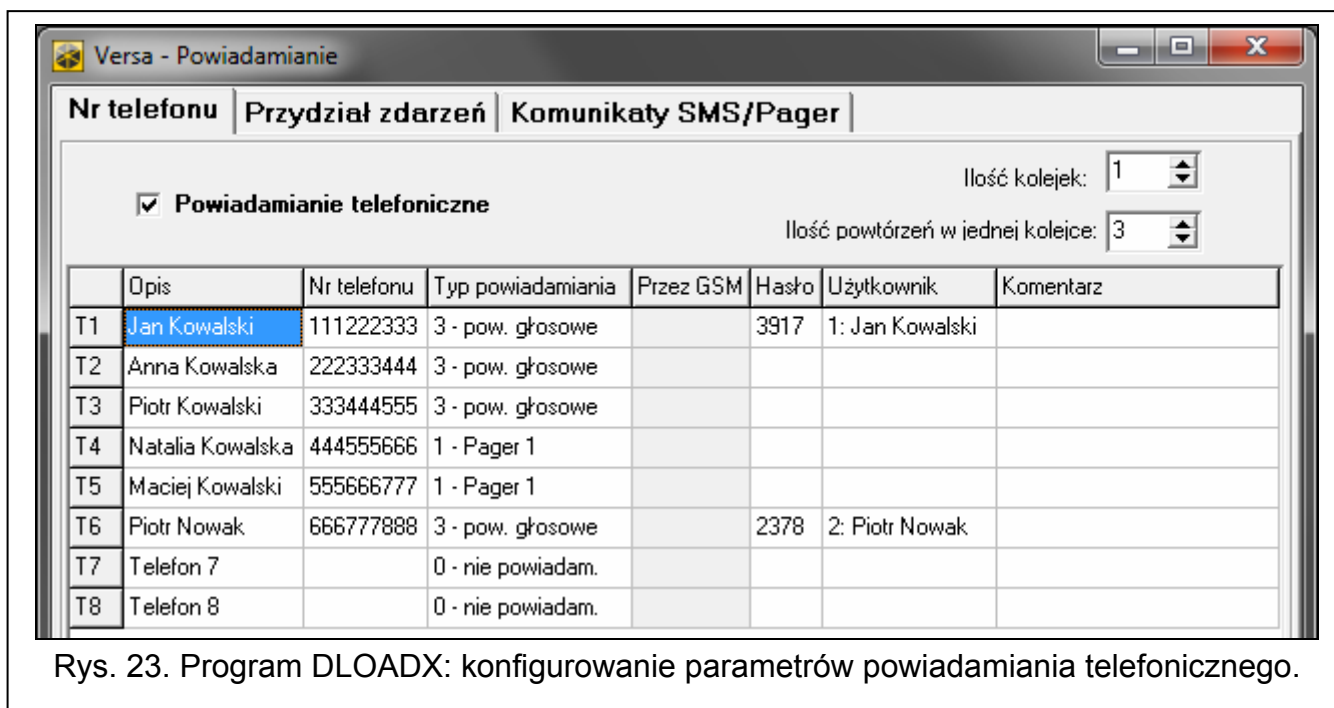 Versa - Powiadamianie
Nr telefonu Przydział zdarzeń Komunikaty SMS/Pager
Ilość kolejek: 1
Powiadamianie telefoniczne
Ilość powtórzeń w jednej kolejce: 3
Opis Nr telefonu Typ powiadamiania Przez GSM Hasło Użytkownik Komentarz
T1 Jan Kowalski 111222333 3 - pow. głosowe 3917 1: Jan Kowalski
T2 Anna Kowalska 222333444 3 - pow. głosowe
T3 Piotr Kowalski 333444555 3 - pow. głosowe
T4 Natalia Kowalska 444555666 1 - Pager 1
T5 Maciej Kowalski 555666777 1 - Pager 1
T6 Piotr Nowak 666777888 3 - pow. głosowe 2378 2: Piotr Nowak
T7 Telefon 7 0 - nie powiadam.
T8 Telefon 8 0 - nie powiadam.
Rys. 23. Program DLOADX: konfigurowanie parametrów powiadamiania telefonicznego.